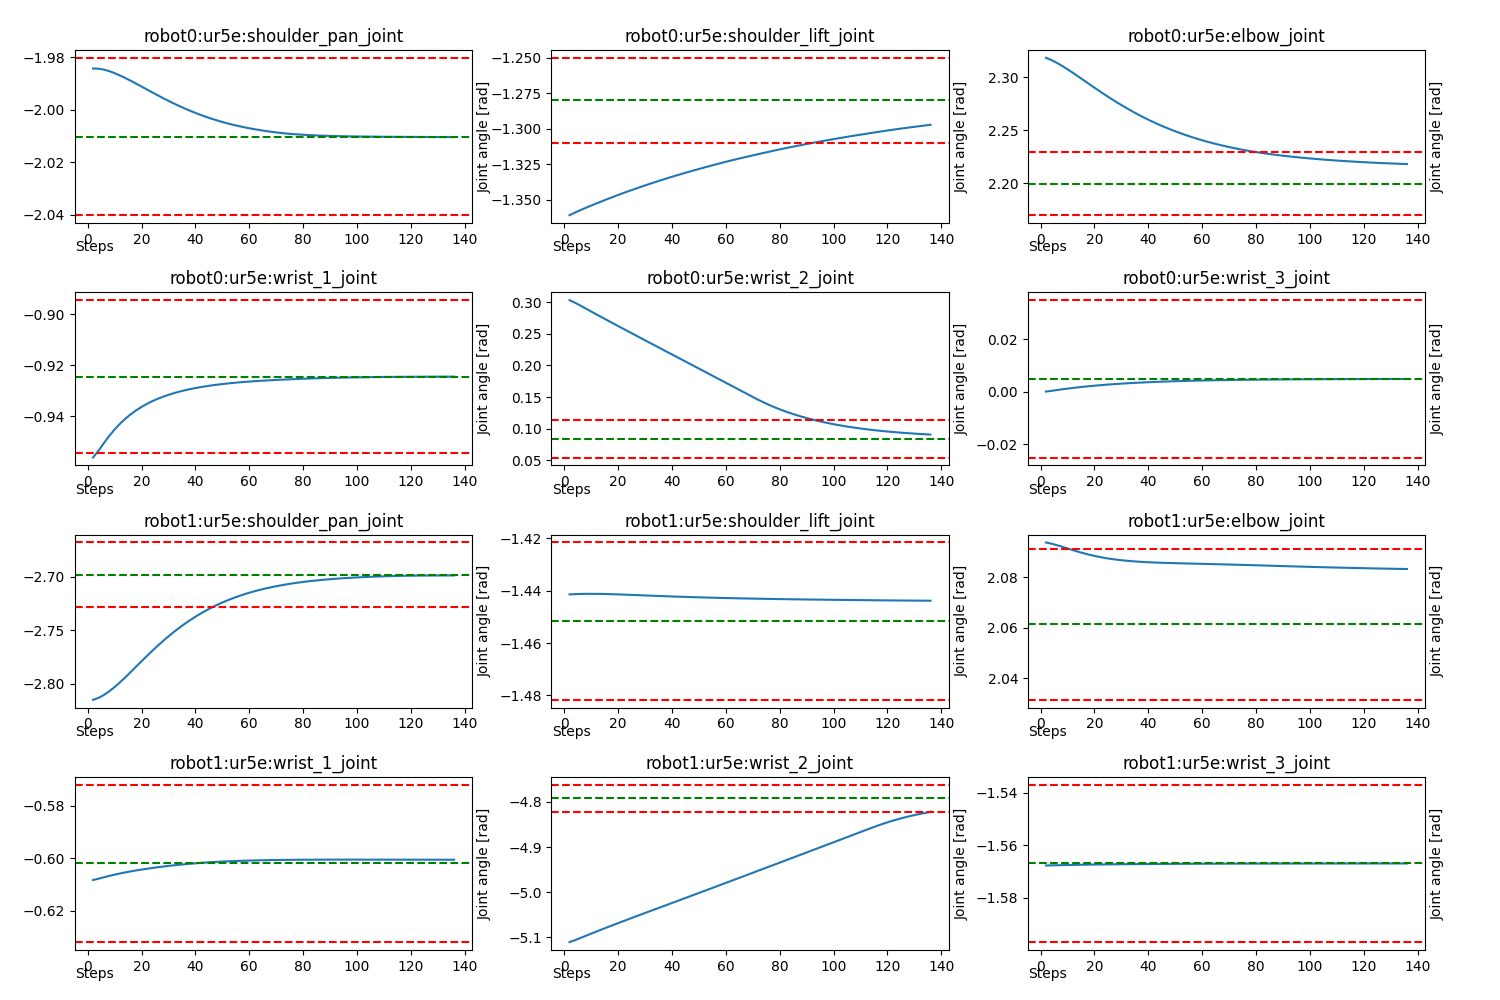 robot0:ur5e:shoulder_pan_joint
−1.98
−2.00
−2.02
−2.04
0 20 40 60 80 100 120 140
Steps
Joint angle [rad]
robot0:ur5e:shoulder_lift_joint
−1.250
−1.275
−1.300
−1.325
−1.350
0 20 40 60 80 100 120 140
Steps
Joint angle [rad]
robot0:ur5e:elbow_joint
2.30
2.25
2.20
0 20 40 60 80 100 120 140
Steps
Joint angle [rad]
robot0:ur5e:wrist_1_joint
−0.90
−0.92
−0.94
0 20 40 60 80 100 120 140
Steps
Joint angle [rad]
robot0:ur5e:wrist_2_joint
0.30
0.25
0.20
0.15
0.10
0.05
0 20 40 60 80 100 120 140
Steps
Joint angle [rad]
robot0:ur5e:wrist_3_joint
0.02
0.00
−0.02
0 20 40 60 80 100 120 140
Steps
Joint angle [rad]
robot1:ur5e:shoulder_pan_joint
−2.70
−2.75
−2.80
0 20 40 60 80 100 120 140
Steps
Joint angle [rad]
robot1:ur5e:shoulder_lift_joint
−1.42
−1.44
−1.46
−1.48
0 20 40 60 80 100 120 140
Steps
Joint angle [rad]
robot1:ur5e:elbow_joint
2.08
2.06
2.04
0 20 40 60 80 100 120 140
Steps
Joint angle [rad]
robot1:ur5e:wrist_1_joint
−0.58
−0.60
−0.62
0 20 40 60 80 100 120 140
Steps
Joint angle [rad]
robot1:ur5e:wrist_2_joint
−4.8
−4.9
−5.0
−5.1
0 20 40 60 80 100 120 140
Steps
Joint angle [rad]
robot1:ur5e:wrist_3_joint
−1.54
−1.56
−1.58
0 20 40 60 80 100 120 140
Steps
Joint angle [rad]